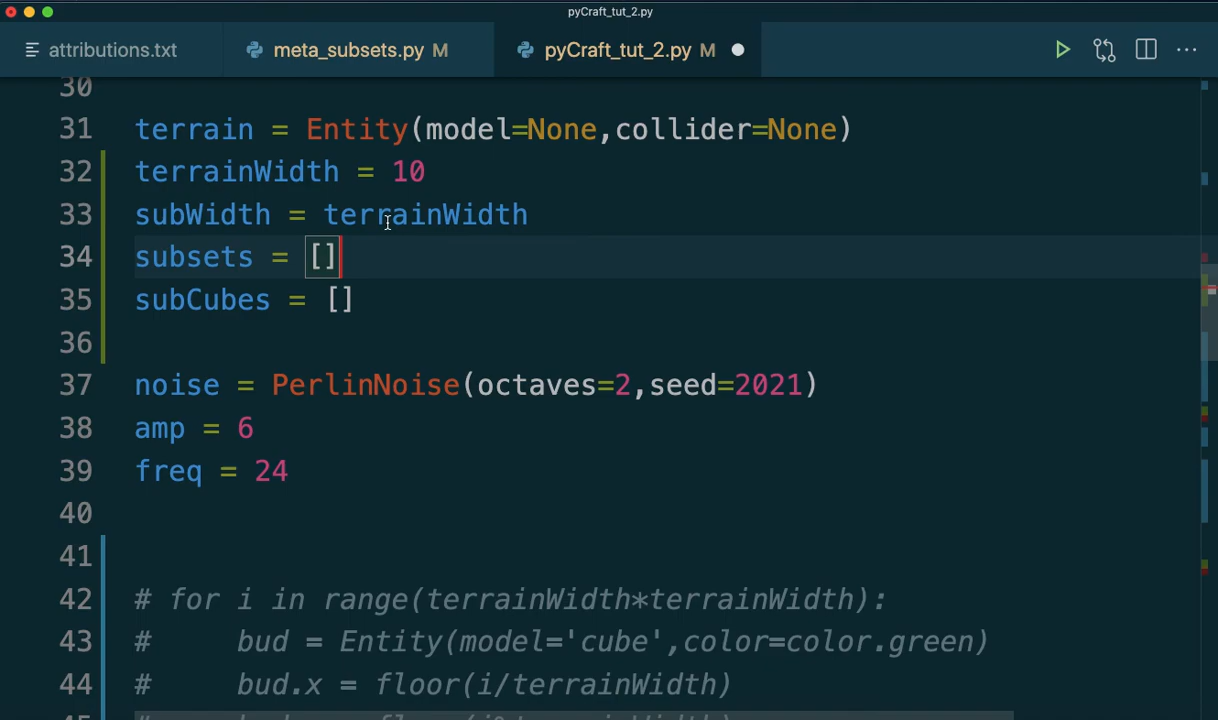 pyCraft_tut_2.py
attributions.txt meta_subsets.py M pyCraft_tut_2.py M
30
31 terrain = Entity(model=None,collider=None)
32 terrainWidth = 10
33 subWidth = terrainWidth
34 subsets = []
35 subCubes = []
36
37 noise = PerlinNoise(octaves=2,seed=2021)
38 amp = 6
39 freq = 24
40
41
42 # for i in range(terrainWidth*terrainWidth):
43 #     bud = Entity(model='cube',color=color.green)
44 #     bud.x = floor(i/terrainWidth)